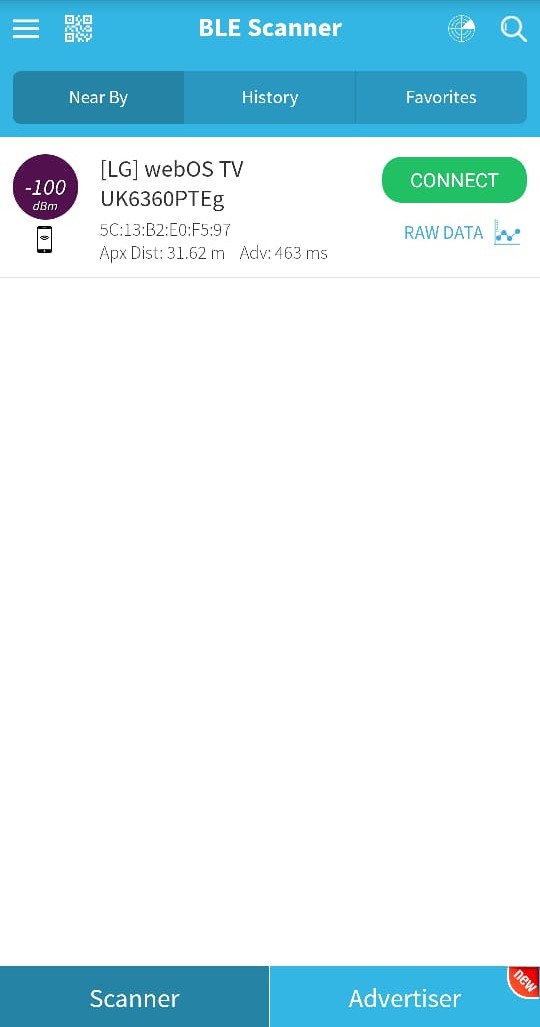 BLE Scanner
Near By
History
Favorites
-100
dBm
[LG] webOS TV
UK6360PTEg
5C:13:B2:E0:F5:97
Apx Dist: 31.62 m Adv: 463 ms
CONNECT
RAW DATA
Scanner
Advertiser
new